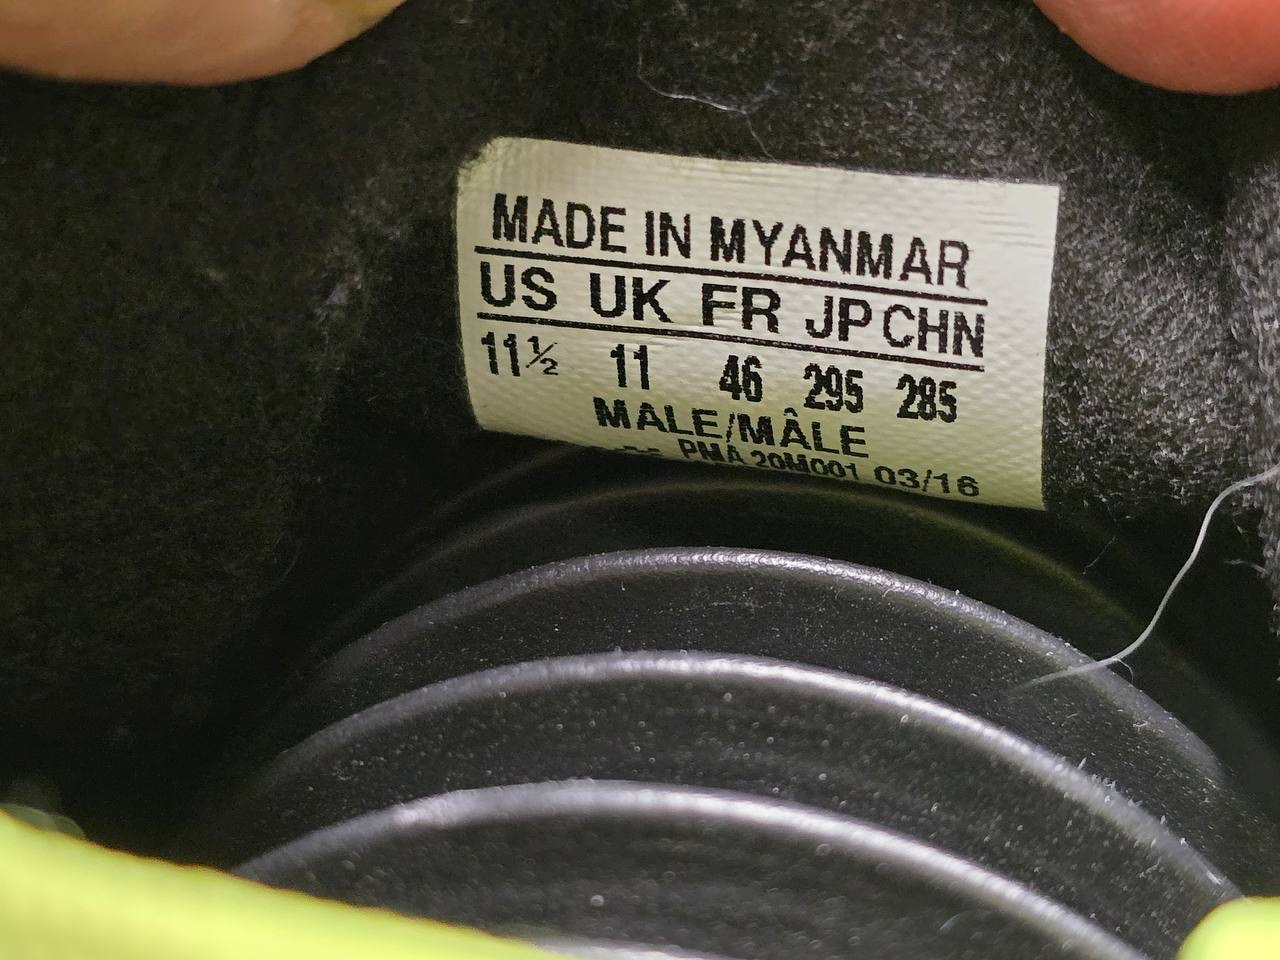 MADE IN MYANMAR
US UK FR JP CHN
11½ 11 46 295 285
MALE/MÂLE
PMA 20M001 03/16